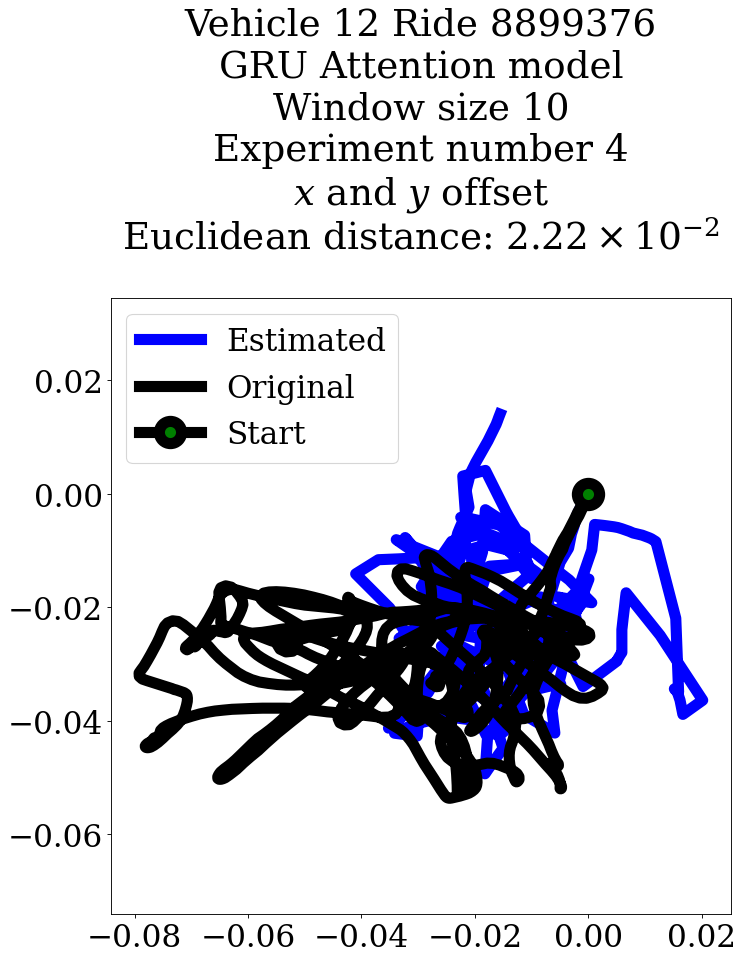 Vehicle 12 Ride 8899376
GRU Attention model
Window size 10
Experiment number 4
x and y offset
Euclidean distance: 2.22 × 10⁻²
Estimated
Original
Start
0.02
0.00
−0.02
−0.04
−0.06
−0.08 −0.06 −0.04 −0.02 0.00 0.02